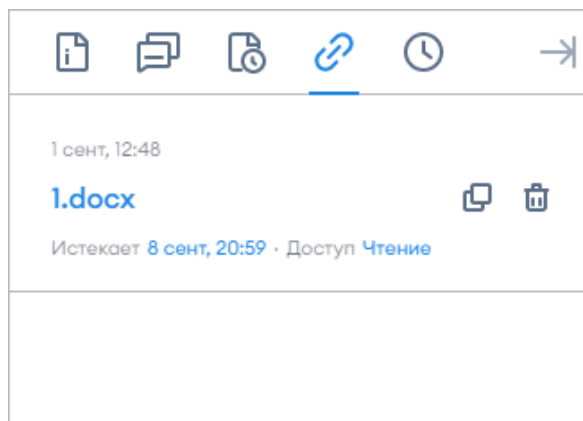 1 сент, 12:48
1.docx
Истекает 8 сент, 20:59 · Доступ Чтение